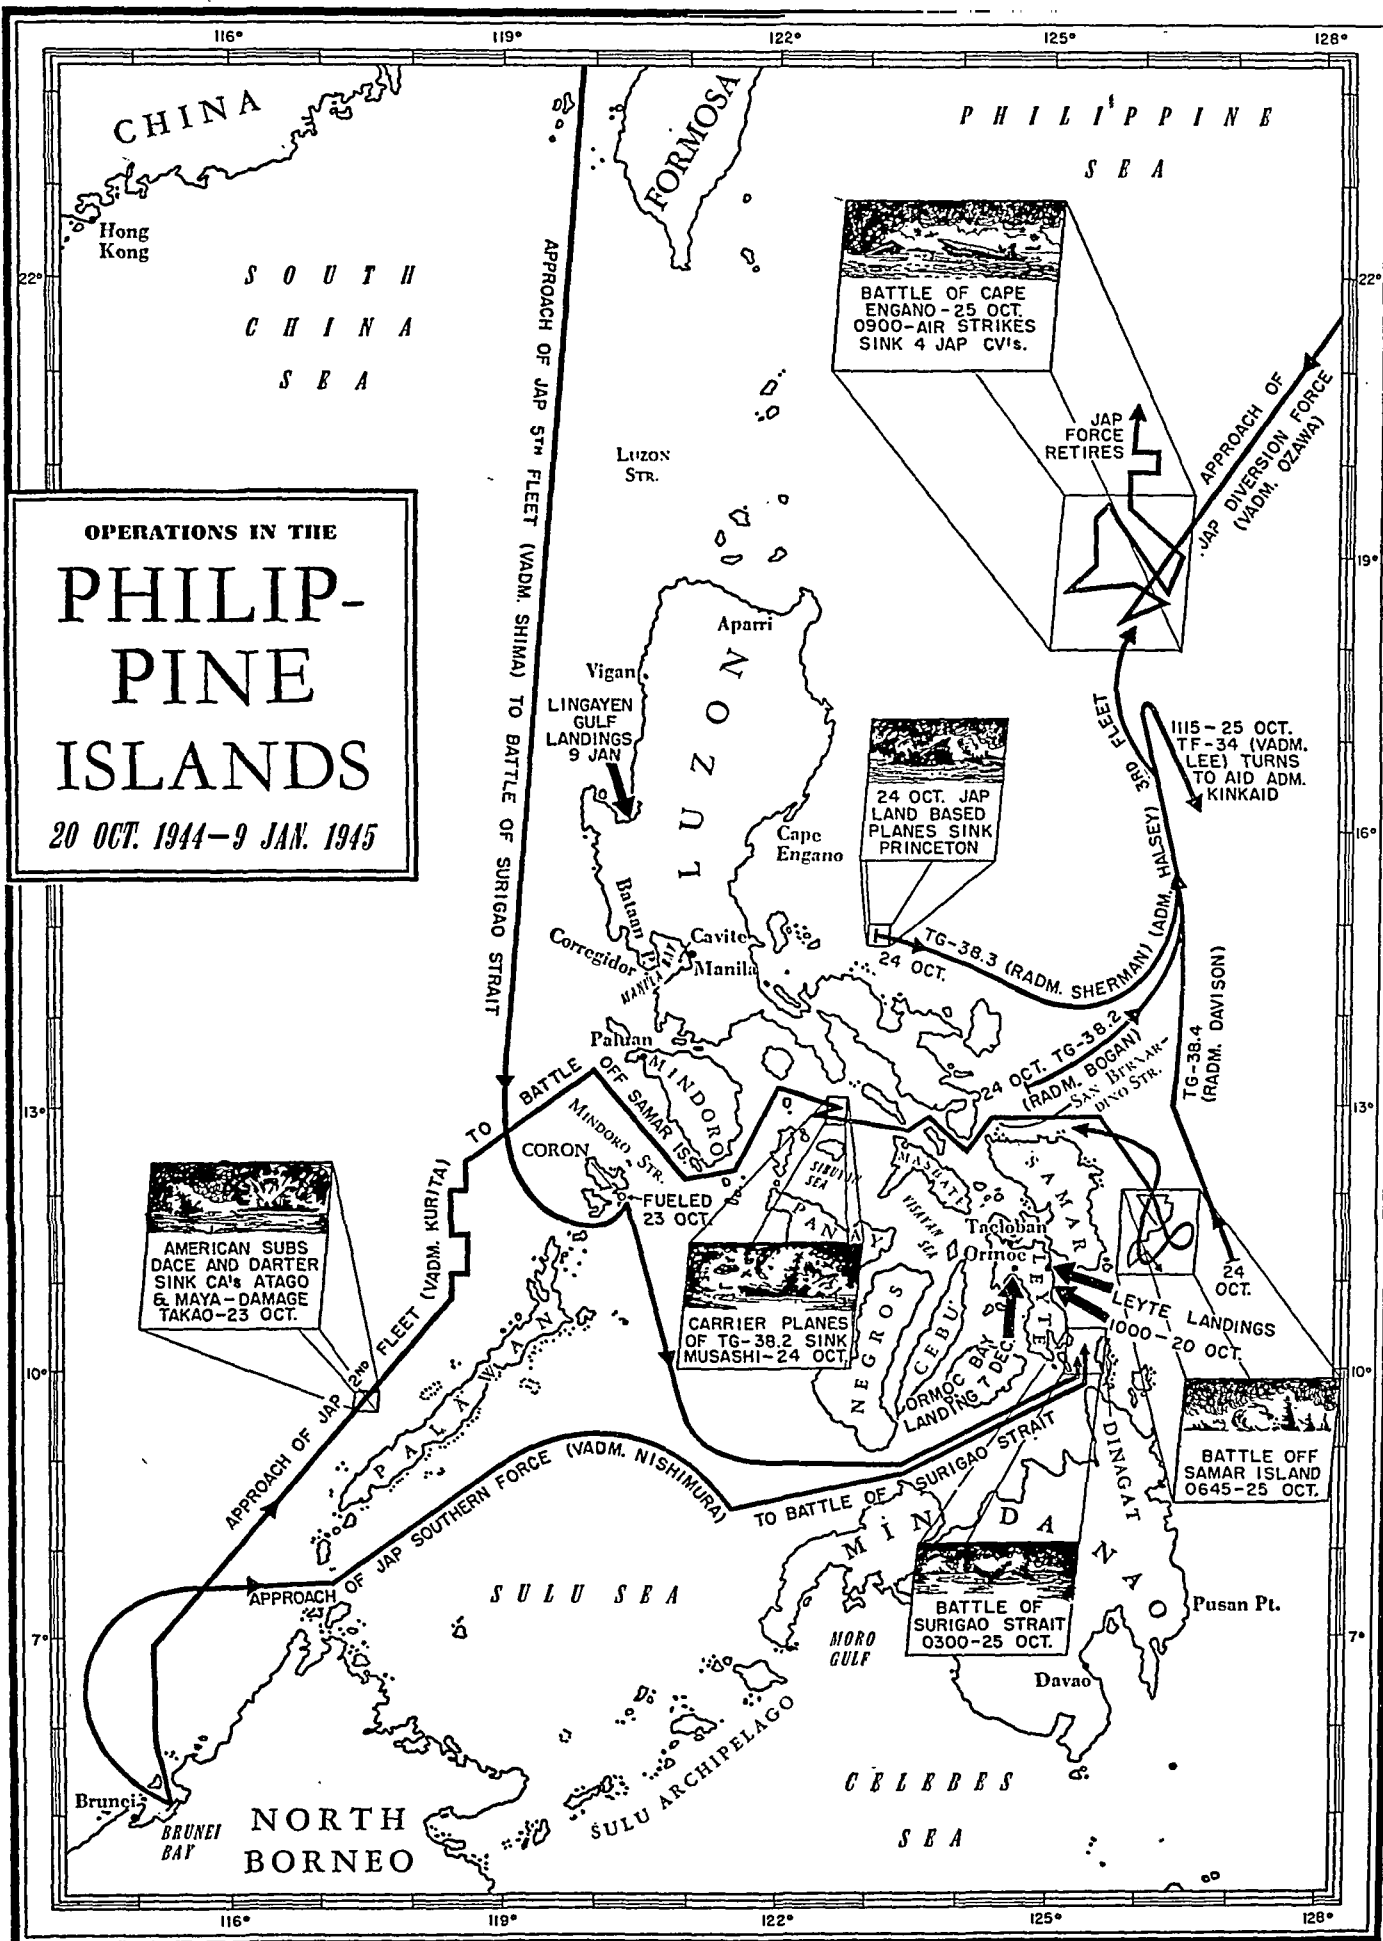 116°
119°
122°
125°
128°
CHINA
Hong
Kong
FORMOSA
PHILIPPINE
SEA
22°
22°
SOUTH
CHINA
SEA
BATTLE OF CAPE
ENGANO-25 OCT.
0900-AIR STRIKES
SINK 4 JAP CV's.
JAP
FORCE
RETIRES
APPROACH OF
JAP DIVERSION FORCE
(VADM. OZAWA)
APPROACH OF JAP 5TH FLEET (VADM. SHIMA) TO BATTLE OF SURIGAO STRAIT
LUZON
STR.
OPERATIONS IN THE
PHILIP-
PINE
ISLANDS
20 OCT. 1944-9 JAN. 1945
19°
Aparri
Vigan
LUZON
LINGAYEN
GULF
LANDINGS
9 JAN
3RD FLEET
(ADM. HALSEY)
1115-25 OCT.
TF-34 (VADM.
LEE) TURNS
TO AID ADM.
KINKAID
24 OCT. JAP
LAND BASED
PLANES SINK
PRINCETON
16°
Cape
Engano
Bataan
P.
Corregidor
MANILA BAY
Cavite
Manila
24 OCT.
TG-38.3 (RADM. SHERMAN)
24 OCT. TG-38.2
(RADM. BOGAN)
TG-38.4
(RADM. DAVISON)
SAN BERNAR-
DINO STR.
Paluan
MINDORO
13°
13°
TO BATTLE OFF SAMAR IS.
MINDORO STR.
CORON
FUELED
23 OCT.
SIBUYAN
SEA
MASBATE
VISAYAN
SEA
PANAY
SAMAR
Tacloban
Ormoc
LEYTE
24
OCT.
LEYTE LANDINGS
1000-20 OCT.
AMERICAN SUBS
DACE AND DARTER
SINK CA's ATAGO
& MAYA-DAMAGE
TAKAO-23 OCT.
APPROACH OF JAP 2ND FLEET (VADM. KURITA)
CARRIER PLANES
OF TG-38.2 SINK
MUSASHI-24 OCT.
NEGROS
CEBU
ORMOC BAY
LANDING 7 DEC.
10°
10°
PALAWAN
DINAGAT
BATTLE OFF
SAMAR ISLAND
0645-25 OCT.
APPROACH OF JAP SOUTHERN FORCE (VADM. NISHIMURA)
TO BATTLE OF SURIGAO STRAIT
MINDANAO
BATTLE OF
SURIGAO STRAIT
0300-25 OCT.
SULU SEA
Pusan Pt.
7°
7°
MORO
GULF
Davao
SULU ARCHIPELAGO
CELEBES
SEA
Brunei
BRUNEI
BAY
NORTH
BORNEO
116°
119°
122°
125°
128°